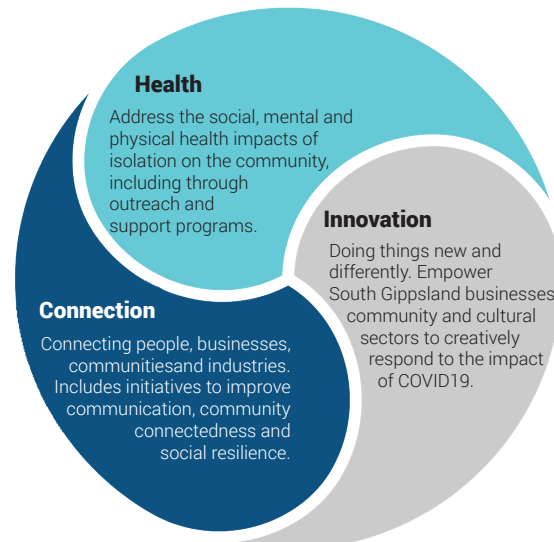 Health
Address the social, mental and
physical health impacts of
isolation on the community,
including through
outreach and
support programs.
Innovation
Doing things new and
differently. Empower
South Gippsland businesses
community and cultural
sectors to creatively
respond to the impact
of COVID19.
Connection
Connecting people, businesses,
communitiesand industries.
Includes initiatives to improve
communication, community
connectedness and
social resilience.